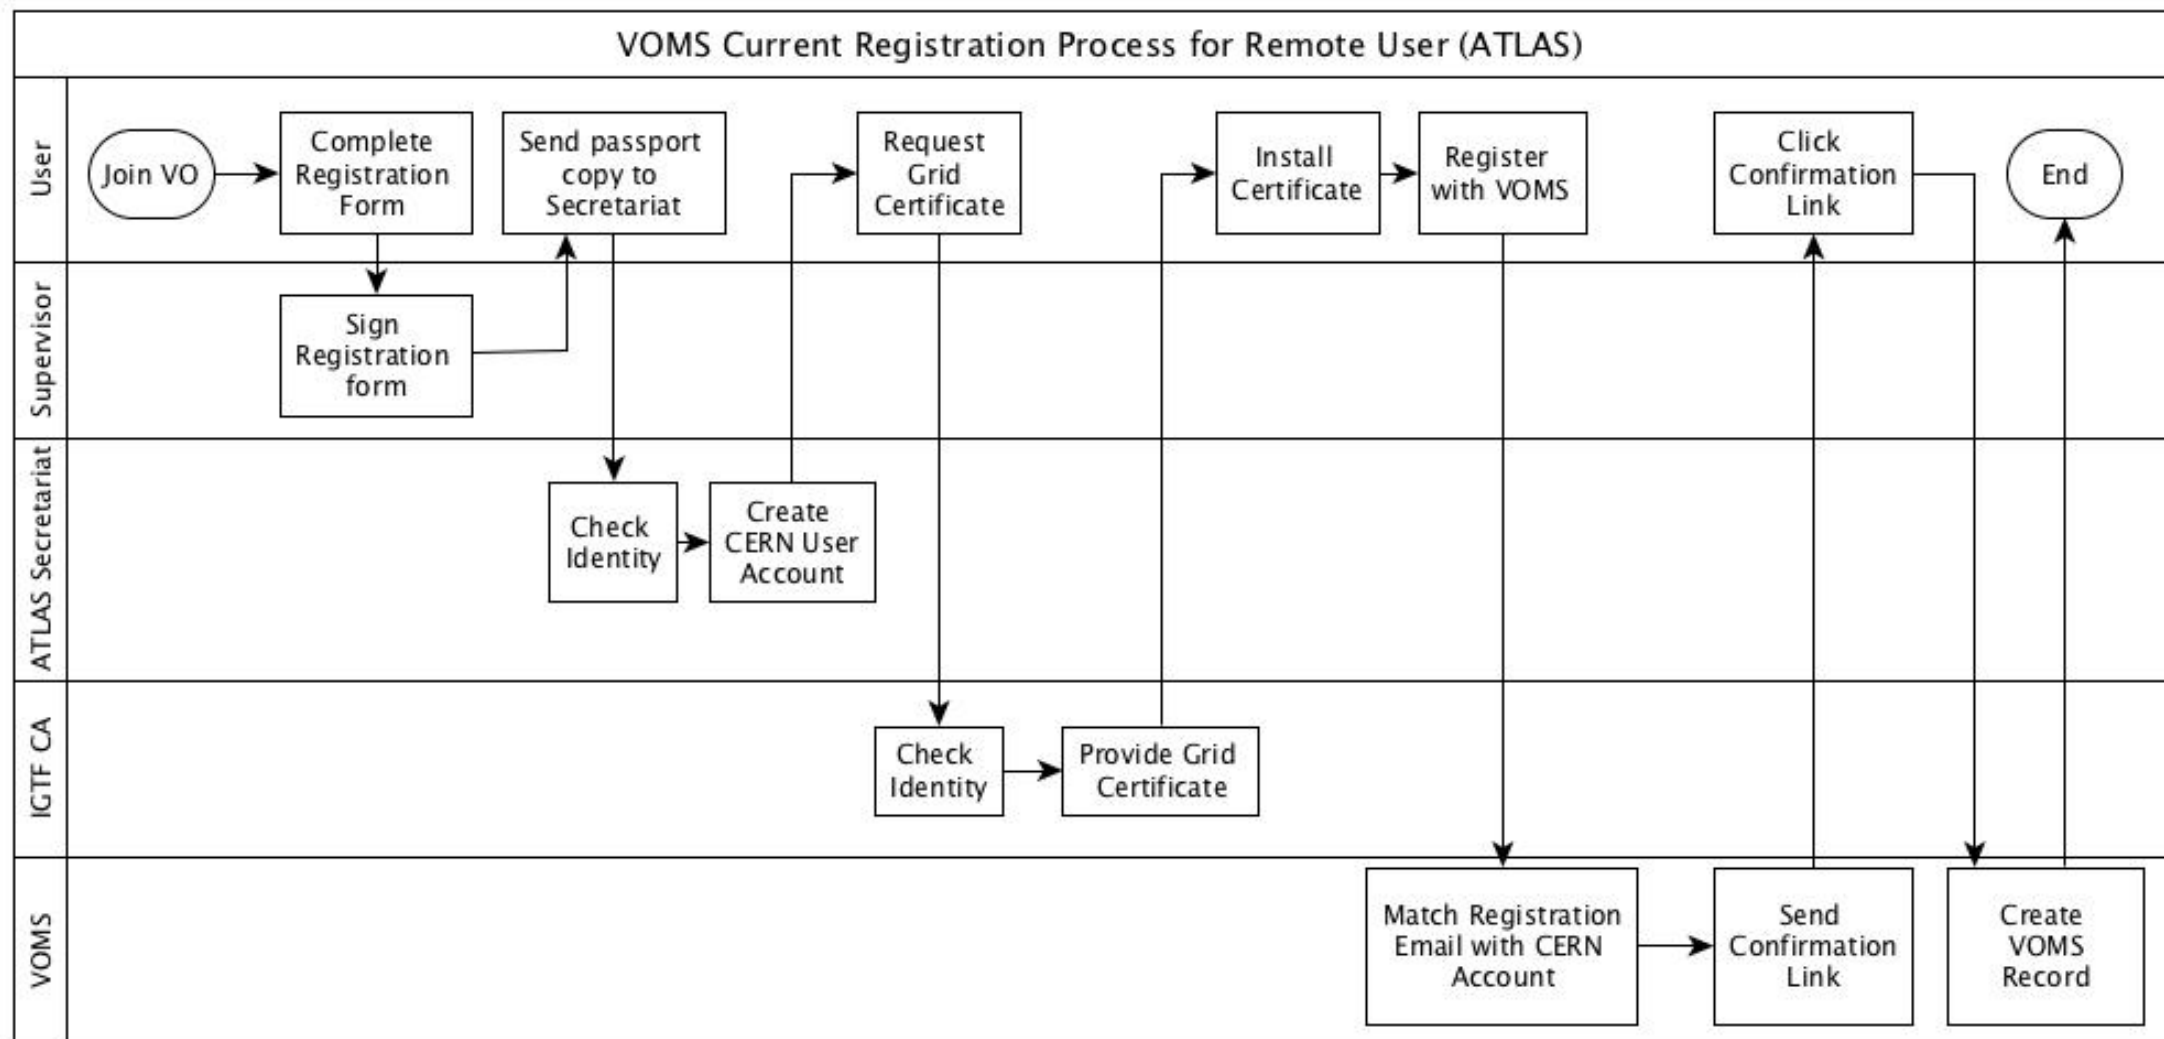 VOMS Current Registration Process for Remote User (ATLAS)
User
Join VO
Complete
Registration
Form
Send passport
copy to
Secretariat
Request
Grid
Certificate
Install
Certificate
Register
with VOMS
Click
Confirmation
Link
End
Supervisor
Sign
Registration
form
ATLAS Secretariat
Check
Identity
Create
CERN User
Account
IGTF CA
Check
Identity
Provide Grid
Certificate
VOMS
Match Registration
Email with CERN
Account
Send
Confirmation
Link
Create
VOMS
Record